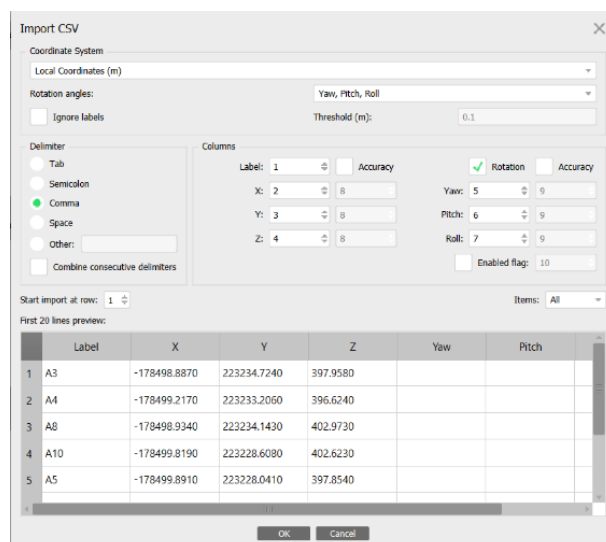 Import CSV
Coordinate System
Local Coordinates (m)
Rotation angles: Yaw, Pitch, Roll
Ignore labels Threshold (m): 0.1
Delimiter
Tab
Semicolon
Comma
Space
Other:
Combine consecutive delimiters
Columns
Label: 1 Accuracy Rotation Accuracy
X: 2 8 Yaw: 5 9
Y: 3 8 Pitch: 6 9
Z: 4 8 Roll: 7 9
Enabled flag: 10
Start import at row: 1 Items: All
First 20 lines preview:
Label X Y Z Yaw Pitch
1 A3 -178498.8870 223234.7240 397.9580
2 A4 -178499.2170 223233.2060 396.6240
3 A8 -178498.9340 223234.1430 402.9730
4 A10 -178499.8190 223228.6080 402.6230
5 A5 -178499.8910 223228.0410 397.8540
OK Cancel